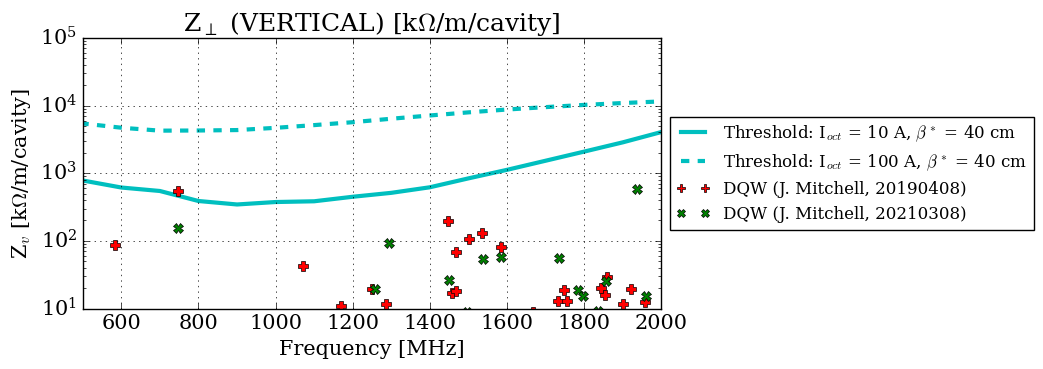 Z⊥ (VERTICAL) [kΩ/m/cavity]
10⁵
10⁴
10³
10²
10¹
Zᵥ [kΩ/m/cavity]
600 800 1000 1200 1400 1600 1800 2000
Frequency [MHz]
Threshold: I_oct = 10 A, β* = 40 cm
Threshold: I_oct = 100 A, β* = 40 cm
DQW (J. Mitchell, 20190408)
DQW (J. Mitchell, 20210308)